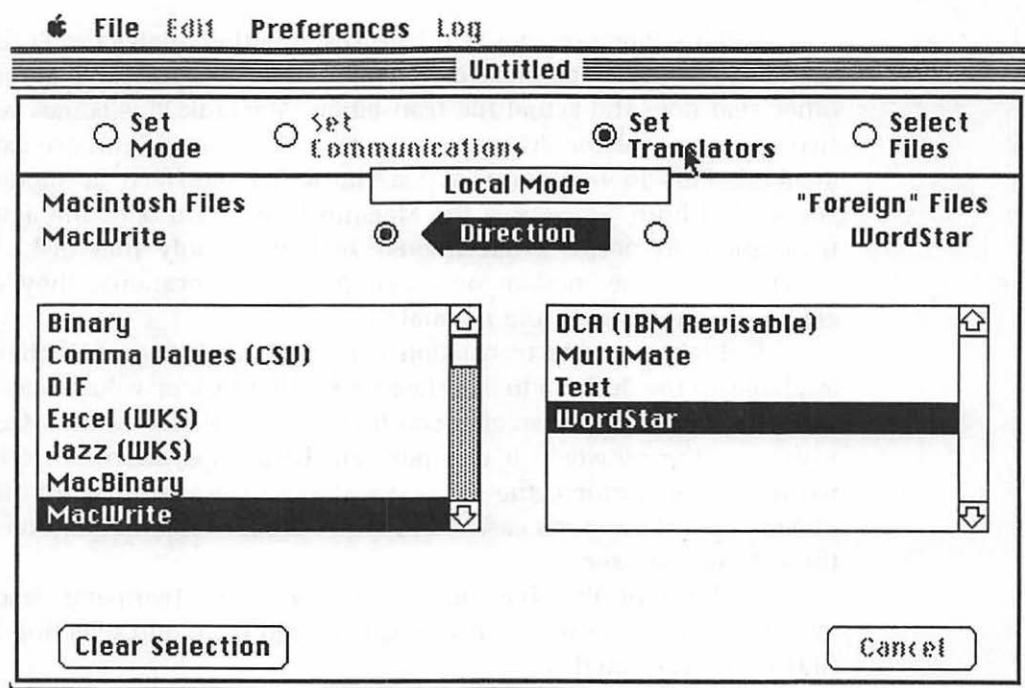 File Edit Preferences Log
Untitled
Set Mode
Set Communications
Set Translators
Select Files
Local Mode
Macintosh Files
"Foreign" Files
MacWrite
Direction
WordStar
Binary
Comma Values (CSV)
DIF
Excel (WKS)
Jazz (WKS)
MacBinary
MacWrite
DCA (IBM Revisable)
MultiMate
Text
WordStar
Clear Selection
Cancel